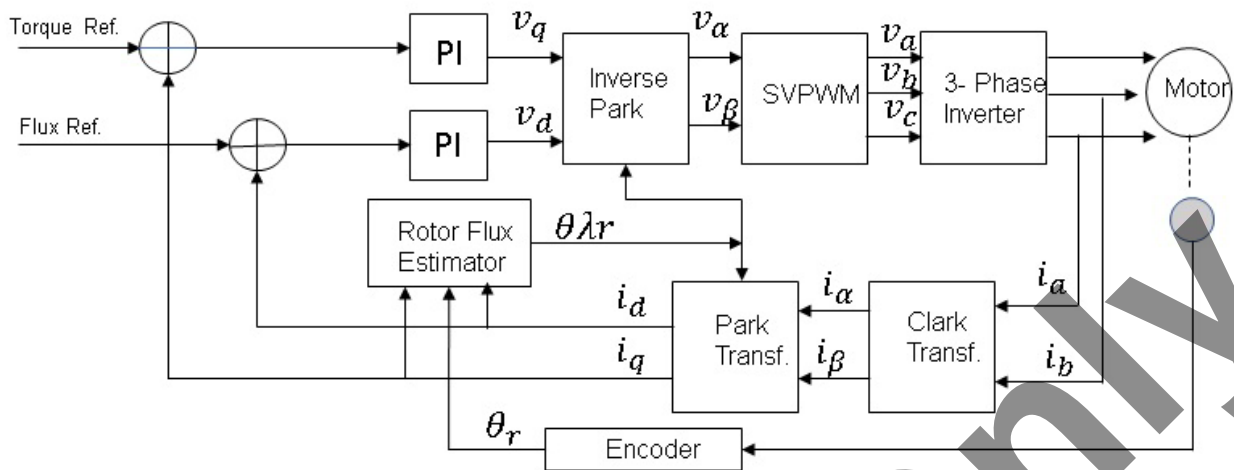 Torque Ref.
PI
v_q
Inverse
Park
v_α
v_β
SVPWM
v_a
v_b
v_c
3- Phase
Inverter
Motor
Flux Ref.
PI
v_d
Rotor Flux
Estimator
θλr
i_d
i_q
Park
Transf.
i_α
i_β
Clark
Transf.
i_a
i_b
θ_r
Encoder
nly